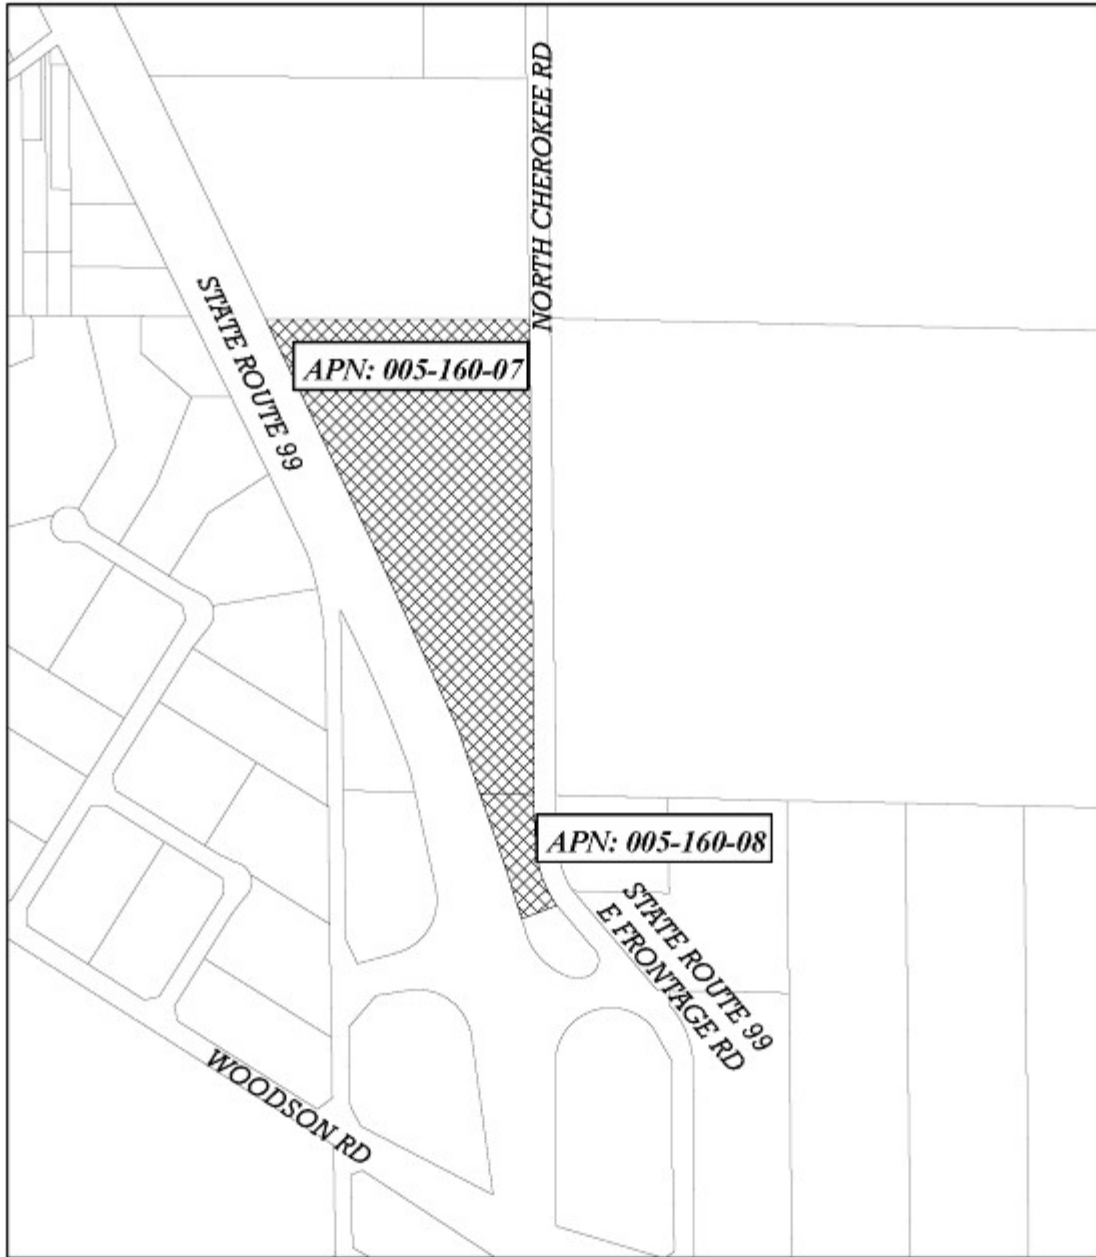 NORTH CHEROKEE RD
STATE ROUTE 99
APN: 005-160-07
APN: 005-160-08
STATE ROUTE 99
E FRONTAGE RD
WOODSON RD